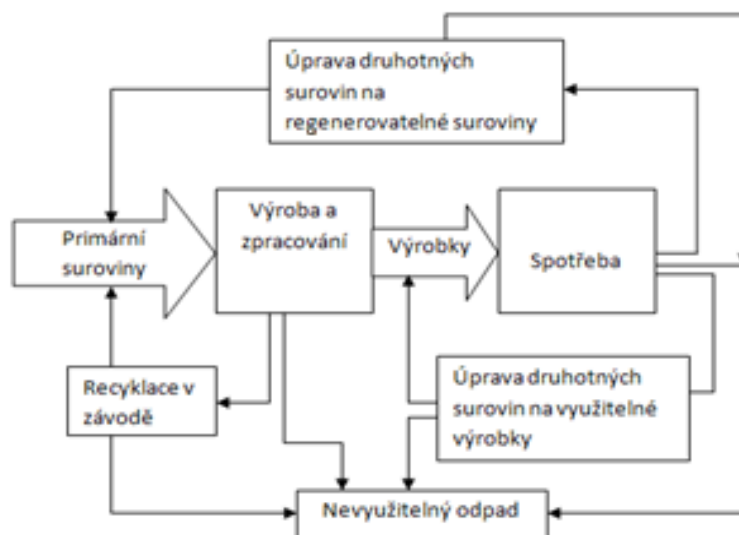 Úprava druhotných
surovin na
regenerovatelné suroviny
Primární
suroviny
Výroba a
zpracování
Výrobky
Spotřeba
Recyklace v
závodě
Úprava druhotných
surovin na využitelné
výrobky
Nevyužitelný odpad